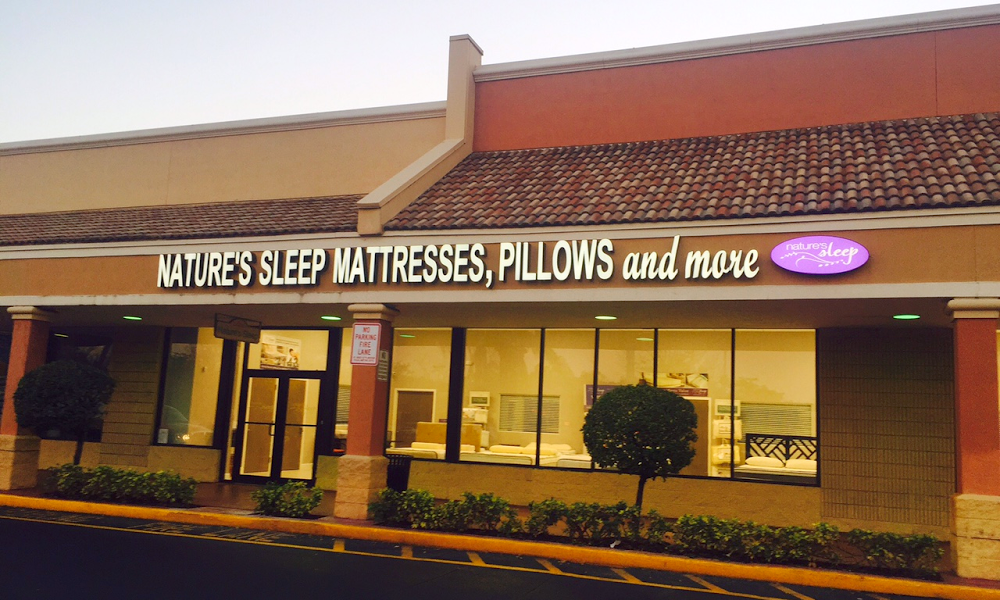 NATURE'S SLEEP MATTRESSES, PILLOWS and more
nature's
sleep
NO
PARKING
FIRE
LANE